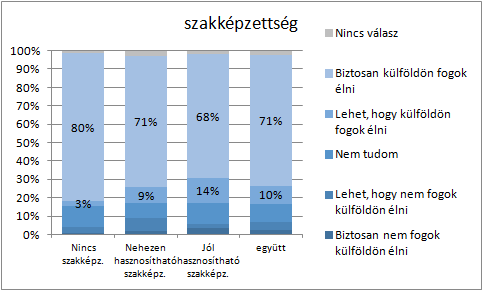 szakképzettség
100%
90%
80%
70%
60%
50%
40%
30%
20%
10%
0%
80%
71%
68%
71%
3%
9%
14%
10%
Nincs
szakképz.
Nehezen
hasznosítható
szakképz.
Jól
hasznosítható
szakképz.
együtt
Nincs válasz
Biztosan külföldön fogok
élni
Lehet, hogy külföldön
fogok élni
Nem tudom
Lehet, hogy nem fogok
külföldön élni
Biztosan nem fogok
külföldön élni